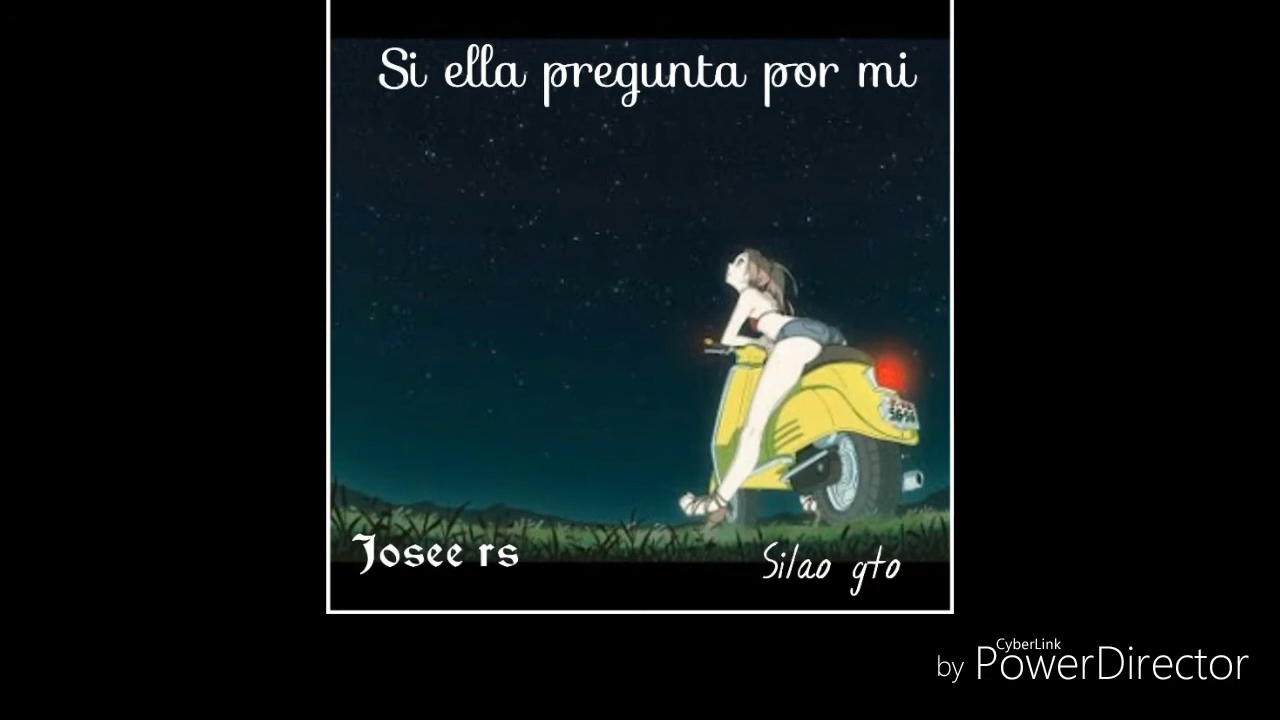 Si ella pregunta por mi
Josee rs
Silao gto
CyberLink
by PowerDirector